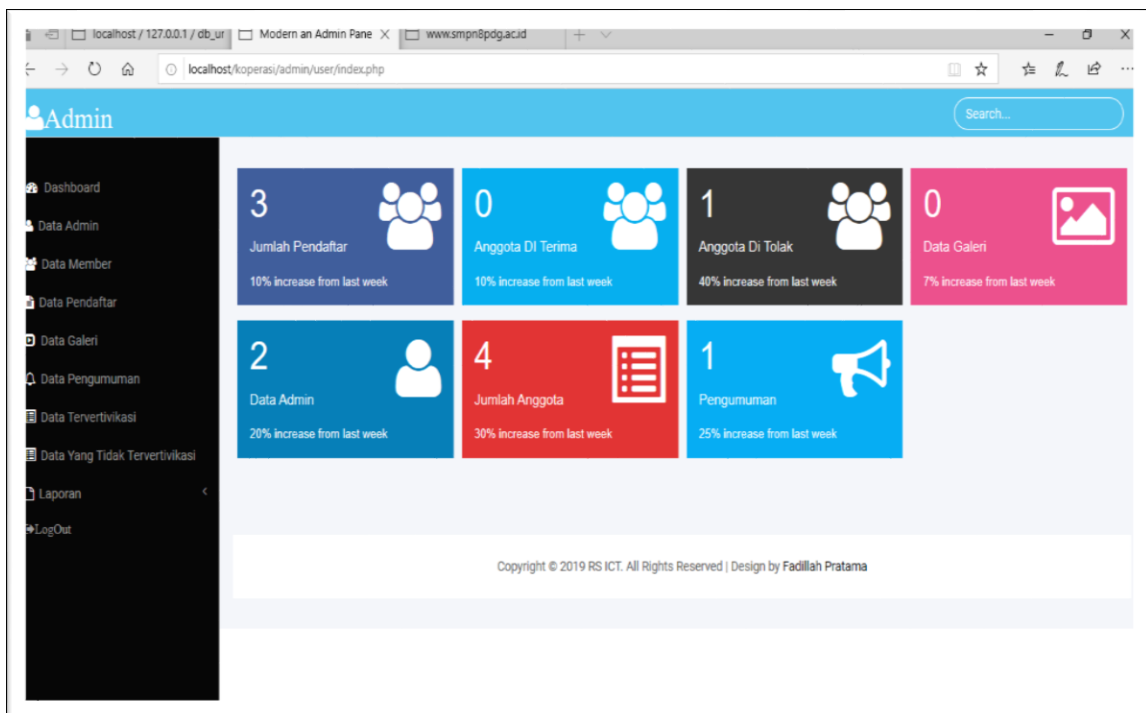 localhost / 127.0.0.1 / db_ur
Modern an Admin Pane
www.smpn8pdg.ac.id
localhost/koperasi/admin/user/index.php
Admin
Search...
Dashboard
Data Admin
Data Member
Data Pendaftar
Data Galeri
Data Pengumuman
Data Tervertivikasi
Data Yang Tidak Tervertivikasi
Laporan
LogOut
3
Jumlah Pendaftar
10% increase from last week
0
Anggota DI Terima
10% increase from last week
1
Anggota Di Tolak
40% increase from last week
0
Data Galeri
7% increase from last week
2
Data Admin
20% increase from last week
4
Jumlah Anggota
30% increase from last week
1
Pengumuman
25% increase from last week
Copyright © 2019 RS ICT. All Rights Reserved | Design by Fadillah Pratama